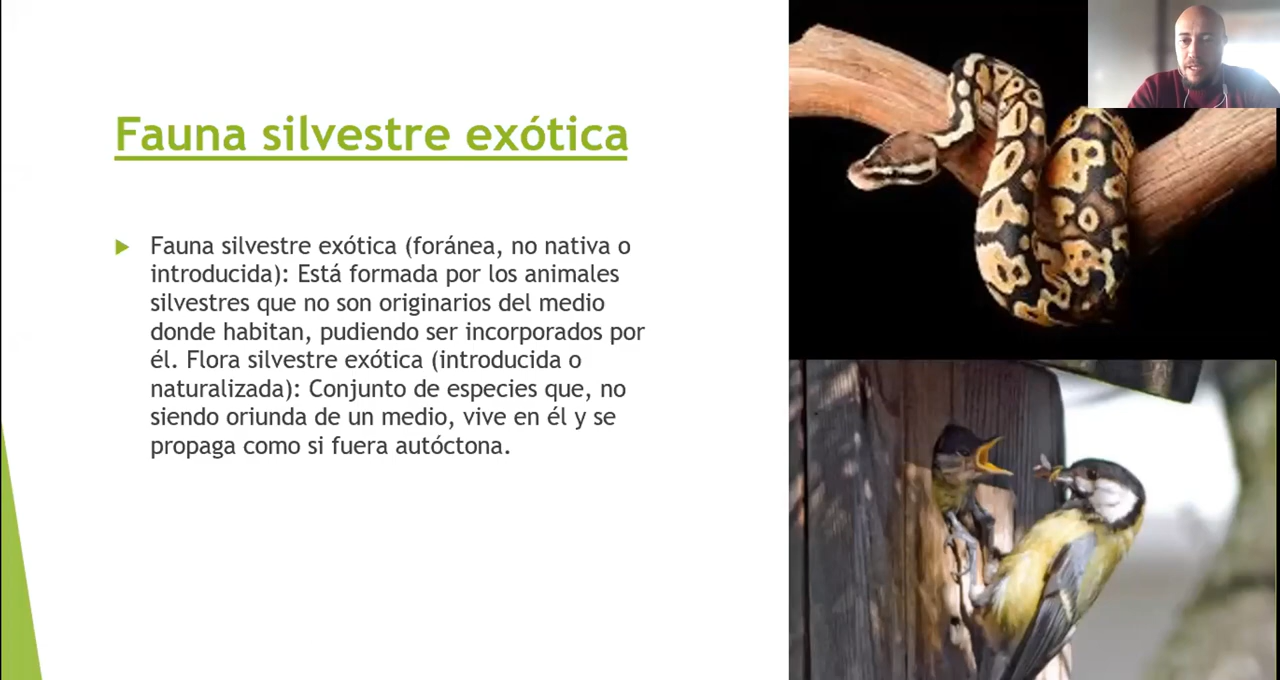 Fauna silvestre exótica
Fauna silvestre exótica (foránea, no nativa o
introducida): Está formada por los animales
silvestres que no son originarios del medio
donde habitan, pudiendo ser incorporados por
él. Flora silvestre exótica (introducida o
naturalizada): Conjunto de especies que, no
siendo oriunda de un medio, vive en él y se
propaga como si fuera autóctona.